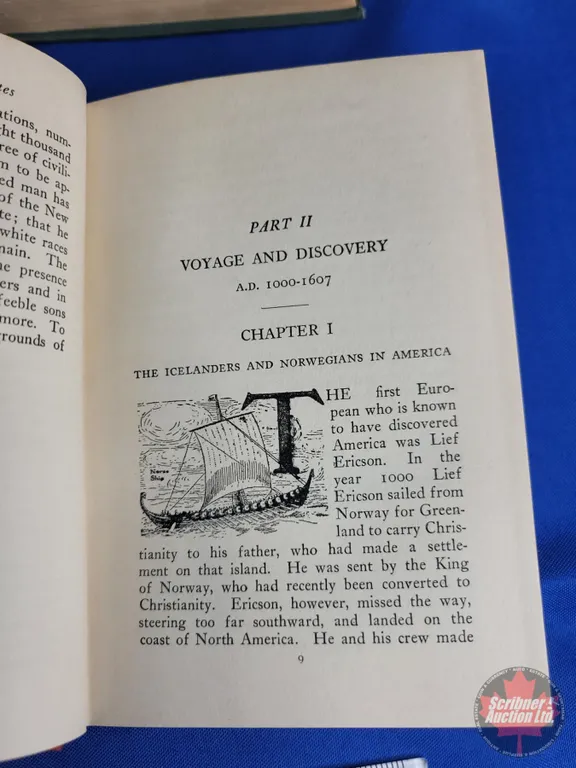 tes
ations, num-
ht thousand
ree of civili-
m to be ap-
ed man has
of the New
te; that he
white races
nain. The
ne presence
ers and in
feeble sons
more. To
rounds of
PART II
VOYAGE AND DISCOVERY
A.D. 1000-1607
CHAPTER I
THE ICELANDERS AND NORWEGIANS IN AMERICA
THE first Euro-
pean who is known
to have discovered
America was Lief
Ericson. In the
year 1000 Lief
Ericson sailed from
Norway for Green-
land to carry Chris-
Norse
Ship
tianity to his father, who had made a settle-
ment on that island. He was sent by the King
of Norway, who had recently been converted to
Christianity. Ericson, however, missed the way,
steering too far southward, and landed on the
coast of North America. He and his crew made
9
Scribner!
Auction Ltd.